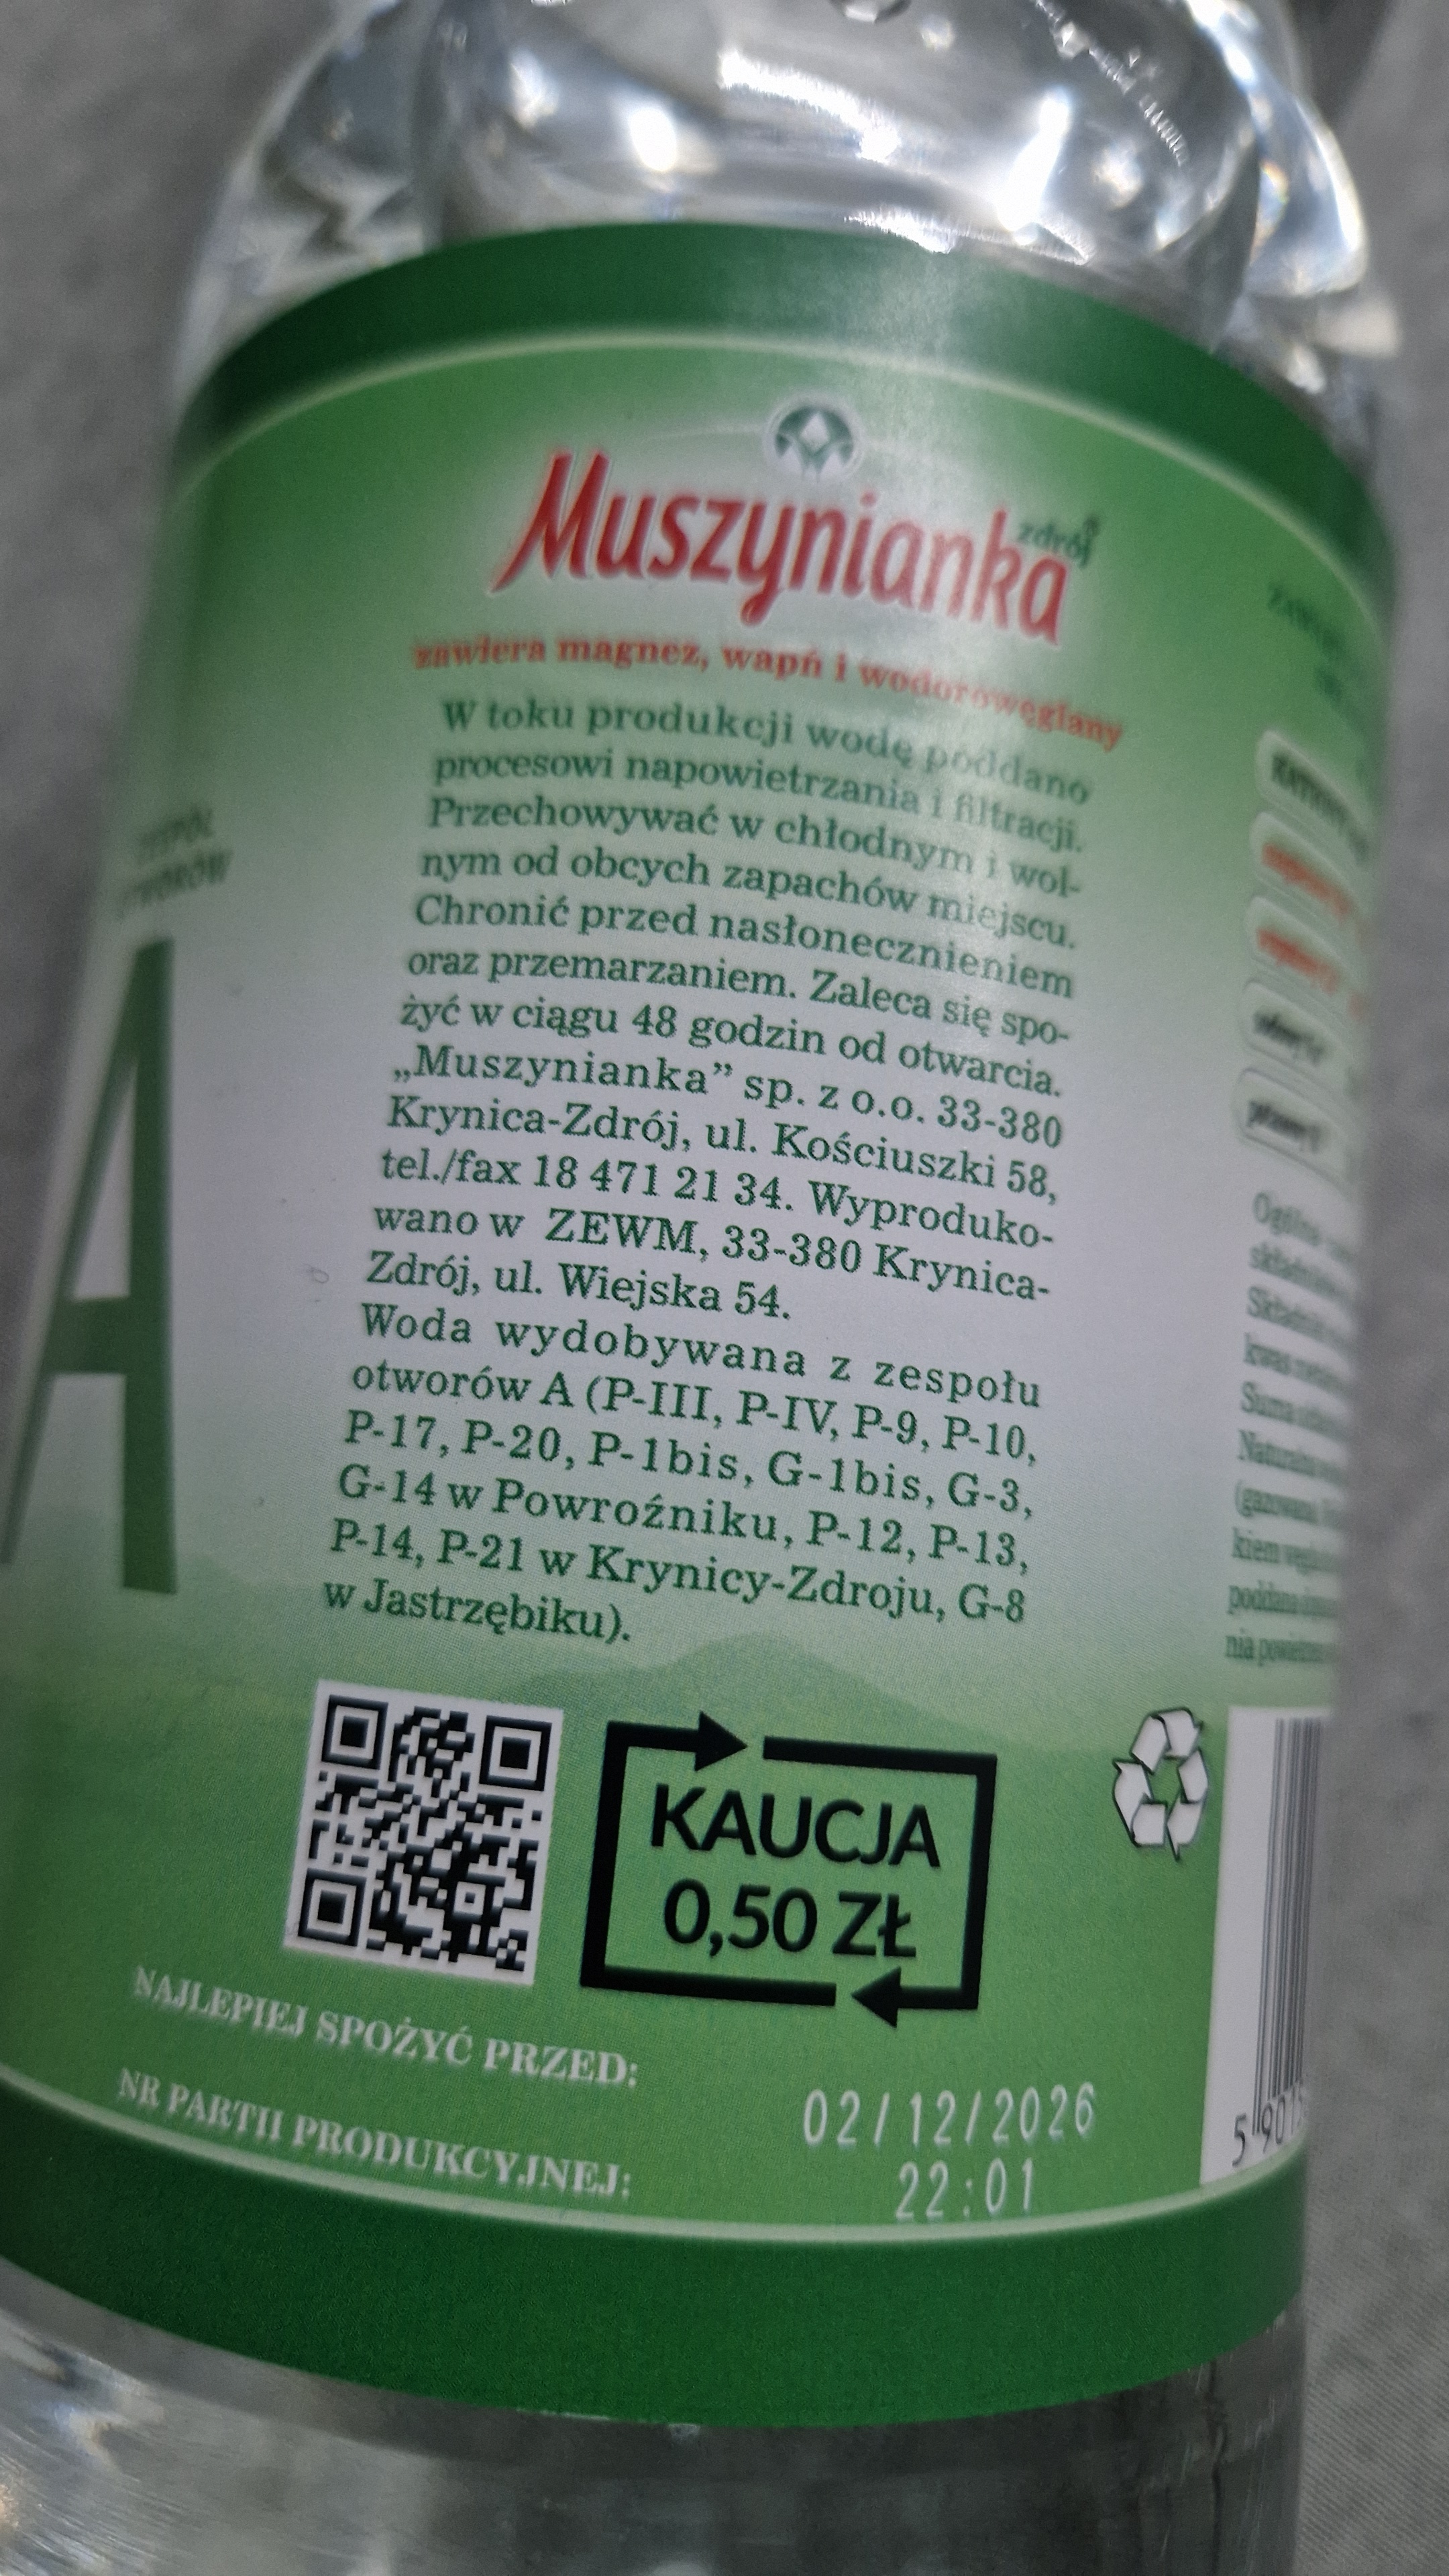 Muszynianka
zdrój
zawiera magnez, wapń i wodorowęglany
W toku produkcji wodę poddano
procesowi napowietrzania i filtracji.
Przechowywać w chłodnym i wol-
nym od obcych zapachów miejscu.
Chronić przed nasłonecznieniem
oraz przemarzaniem. Zaleca się spo-
żyć w ciągu 48 godzin od otwarcia.
„Muszynianka” sp. z o.o. 33-380
Krynica-Zdrój, ul. Kościuszki 58,
tel./fax 18 471 21 34. Wyproduko-
wano w ZEWM, 33-380 Krynica-
Zdrój, ul. Wiejska 54.
Woda wydobywana z zespołu
otworów A (P-III, P-IV, P-9, P-10,
P-17, P-20, P-1bis, G-1bis, G-3,
G-14 w Powroźniku, P-12, P-13,
P-14, P-21 w Krynicy-Zdroju, G-8
w Jastrzębiku).
KAUCJA
0,50 ZŁ
NAJLEPIEJ SPOŻYĆ PRZED:
02/12/2026
NR PARTII PRODUKCYJNEJ:
22:01
A